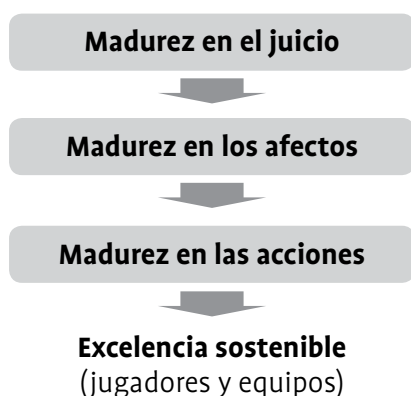 Madurez en el juicio
Madurez en los afectos
Madurez en las acciones
Excelencia sostenible
(jugadores y equipos)